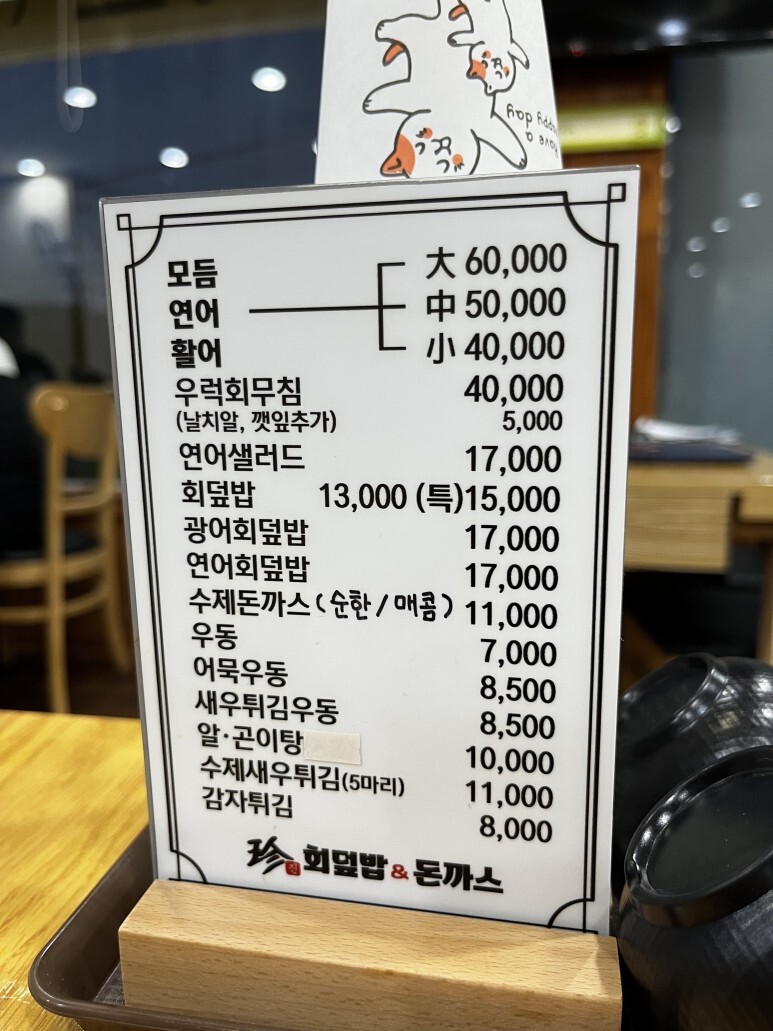 have a
happy day
모듬 大 60,000
연어 中 50,000
활어 小 40,000
우럭회무침 40,000
(날치알, 깻잎추가) 5,000
연어샐러드 17,000
회덮밥 13,000 (특)15,000
광어회덮밥 17,000
연어회덮밥 17,000
수제돈까스 (순한 / 매콤) 11,000
우동 7,000
어묵우동 8,500
새우튀김우동 8,500
알·곤이탕 10,000
수제새우튀김(5마리) 11,000
감자튀김 8,000
珍 진 회덮밥 & 돈까스